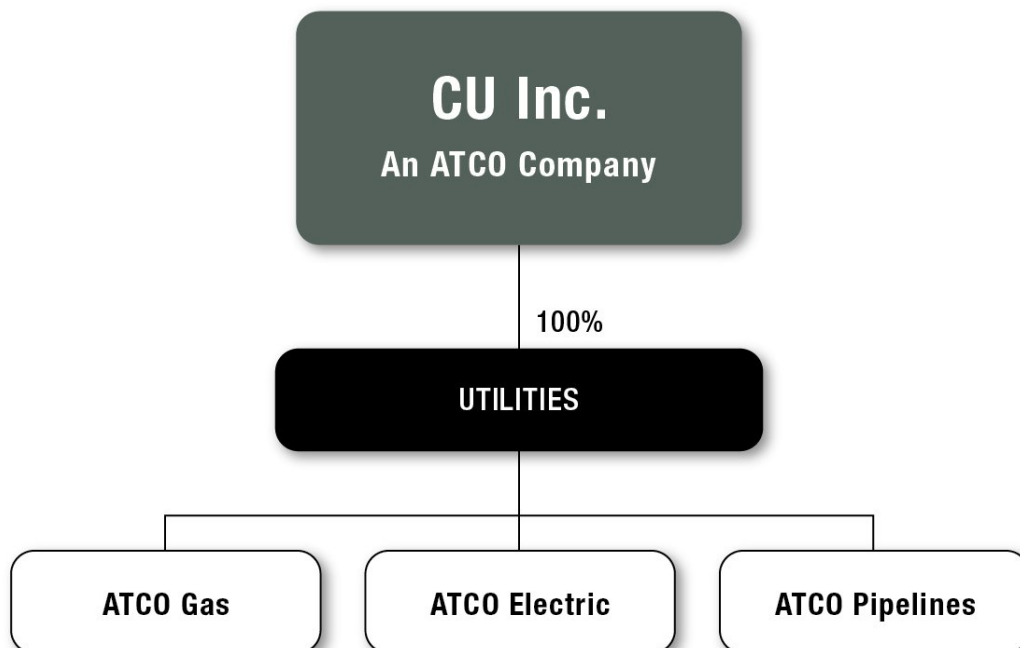 CU Inc.
An ATCO Company
100%
UTILITIES
ATCO Gas
ATCO Electric
ATCO Pipelines